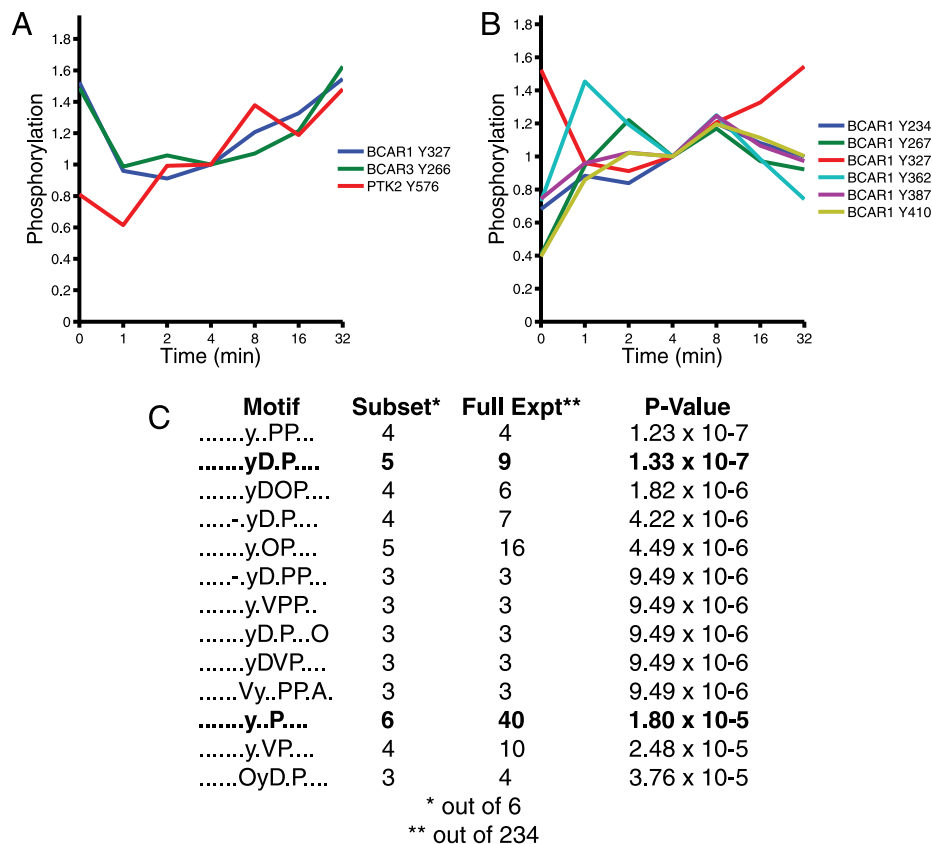 A
Phosphorylation
1.8
1.6
1.4
1.2
1
0.8
0.6
0.4
0.2
0
0 1 2 4 8 16 32
Time (min)
BCAR1 Y327
BCAR3 Y266
PTK2 Y576
B
Phosphorylation
1.8
1.6
1.4
1.2
1
0.8
0.6
0.4
0.2
0
0 1 2 4 8 16 32
Time (min)
BCAR1 Y234
BCAR1 Y267
BCAR1 Y327
BCAR1 Y362
BCAR1 Y387
BCAR1 Y410
C
Motif Subset* Full Expt** P-Value
.......y..PP... 4 4 1.23 x 10-7
.......yD.P.... 5 9 1.33 x 10-7
.......yDOP.... 4 6 1.82 x 10-6
.....-.yD.P.... 4 7 4.22 x 10-6
.......y.OP.... 5 16 4.49 x 10-6
.....-.yD.PP... 3 3 9.49 x 10-6
.......y.VPP.. 3 3 9.49 x 10-6
.......yD.P...O 3 3 9.49 x 10-6
.......yDVP.... 3 3 9.49 x 10-6
......Vy..PP.A. 3 3 9.49 x 10-6
.......y..P.... 6 40 1.80 x 10-5
.......y.VP.... 4 10 2.48 x 10-5
......OyD.P.... 3 4 3.76 x 10-5
* out of 6
** out of 234